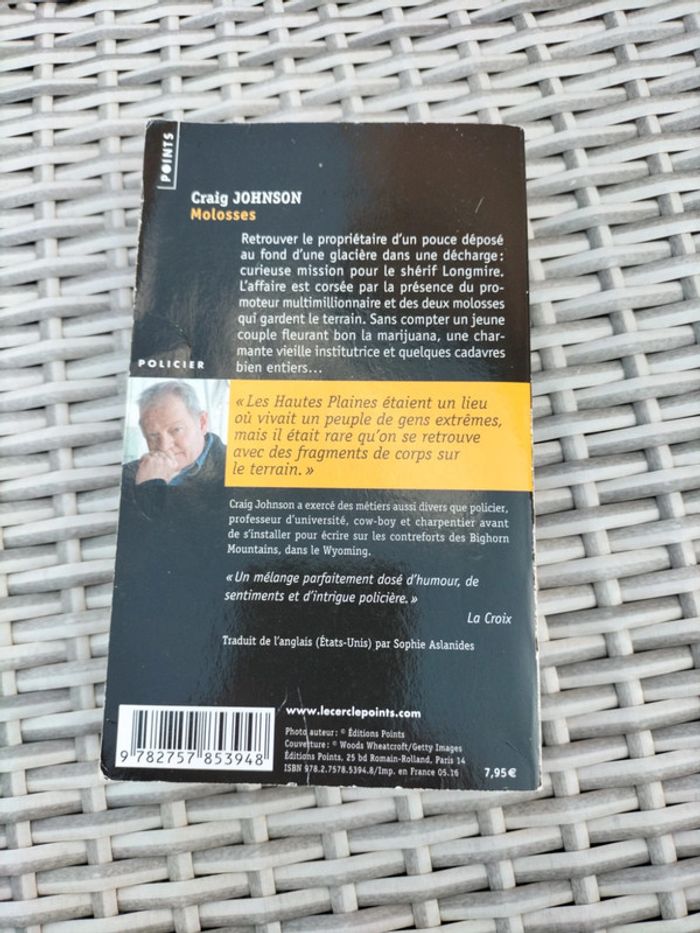 POINTS
Craig JOHNSON
Molosses
Retrouver le propriétaire d'un pouce déposé
au fond d'une glacière dans une décharge :
curieuse mission pour le shérif Longmire.
L'affaire est corsée par la présence du pro-
moteur multimillionnaire et des deux molosses
qui gardent le terrain. Sans compter un jeune
couple fleurant bon la marijuana, une char-
mante vieille institutrice et quelques cadavres
bien entiers…
POLICIER
« Les Hautes Plaines étaient un lieu
où vivait un peuple de gens extrêmes,
mais il était rare qu'on se retrouve
avec des fragments de corps sur
le terrain. »
Craig Johnson a exercé des métiers aussi divers que policier,
professeur d'université, cow-boy et charpentier avant
de s'installer pour écrire sur les contreforts des Bighorn
Mountains, dans le Wyoming.
« Un mélange parfaitement dosé d'humour, de
sentiments et d'intrigue policière. »
La Croix
Traduit de l'anglais (États-Unis) par Sophie Aslanides
www.lecerclepoints.com
Photo auteur : © Éditions Points
Couverture : © Woods Wheatcroft/Getty Images
Éditions Points, 25 bd Romain-Rolland, Paris 14
ISBN 978.2.7578.5394.8/Imp. en France 05.16
7,95 €
9 782757 853948